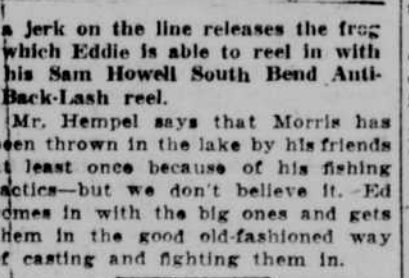 a jerk on the line releases the frog
which Eddie is able to reel in with
his Sam Howell South Bend Anti-
Back-Lash reel.
Mr. Hempel says that Morris has
een thrown in the lake by his friends
t least once because of his fishing
actics—but we don't believe it. Ed
omes in with the big ones and gets
hem in the good old-fashioned way
f casting and fighting them in.